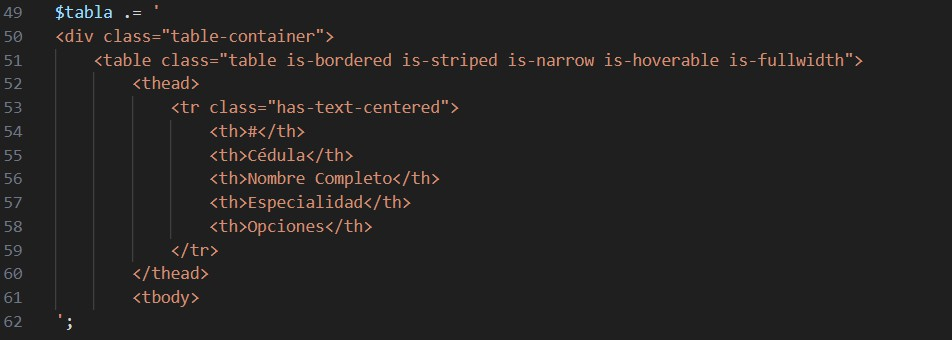 49 $tabla .= '
50 <div class="table-container">
51 <table class="table is-bordered is-striped is-narrow is-hoverable is-fullwidth">
52 <thead>
53 <tr class="has-text-centered">
54 <th>#</th>
55 <th>Cédula</th>
56 <th>Nombre Completo</th>
57 <th>Especialidad</th>
58 <th>Opciones</th>
59 </tr>
60 </thead>
61 <tbody>
62 ';